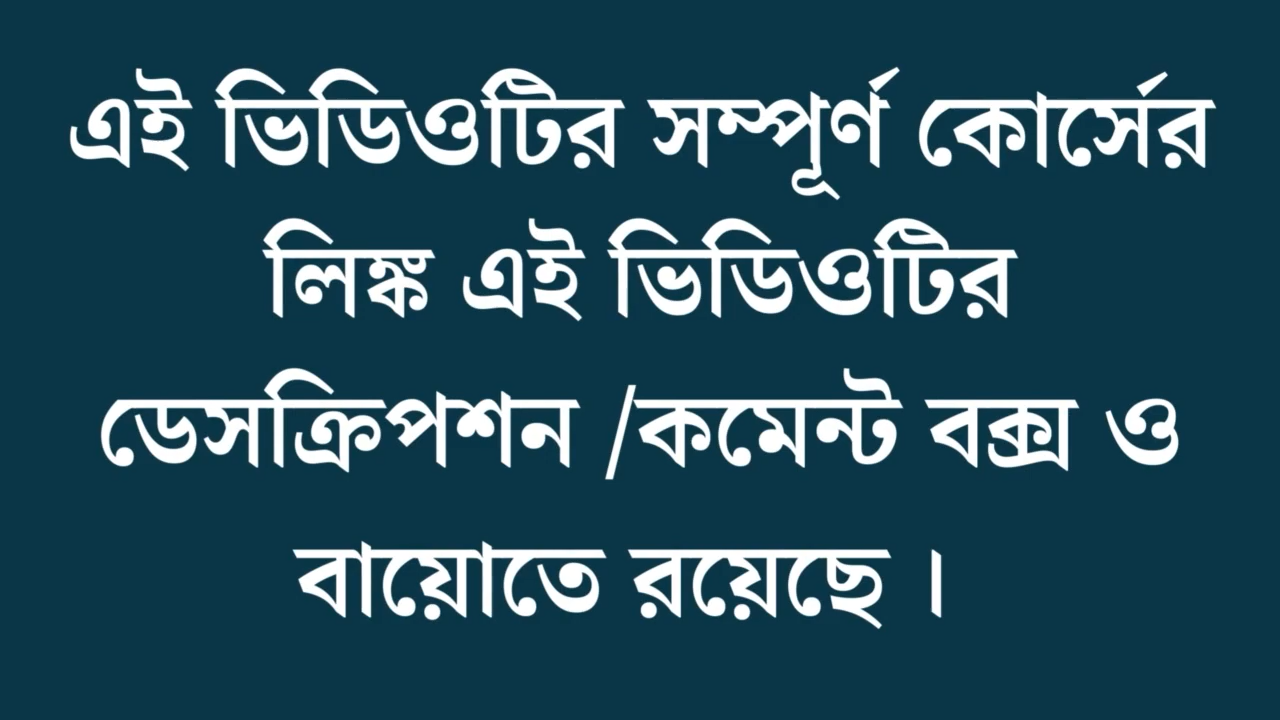 এই ভিডিওটির সম্পূর্ণ কোর্সের
লিঙ্ক এই ভিডিওটির
ডেসক্রিপশন /কমেন্ট বক্স ও
বায়োতে রয়েছে ।